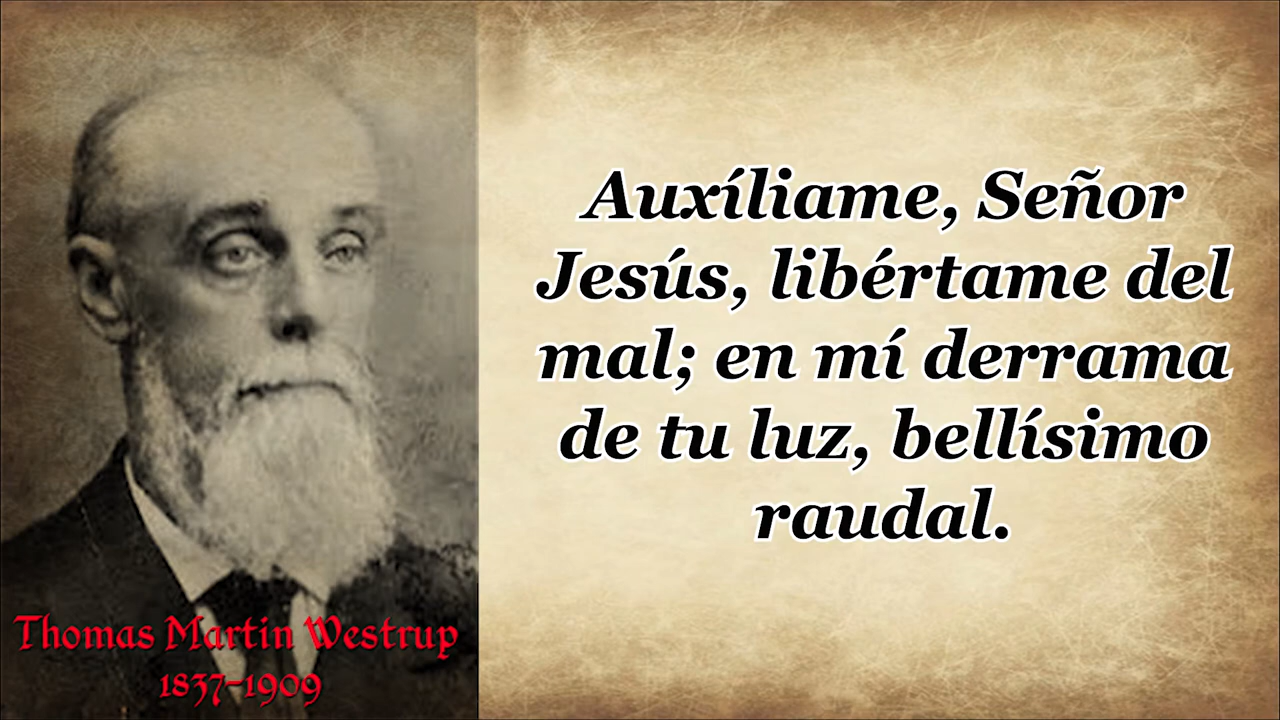 Auxíliame, Señor
Jesús, libértame del
mal; en mí derrama
de tu luz, bellísimo
raudal.
Thomas Martin Westrup
1837-1909